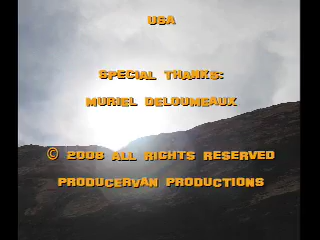 USA
SPECIAL THANKS:
MURIEL DELOUMEAUX
© 2008 ALL RIGHTS RESERVED
PRODUCERVAN PRODUCTIONS